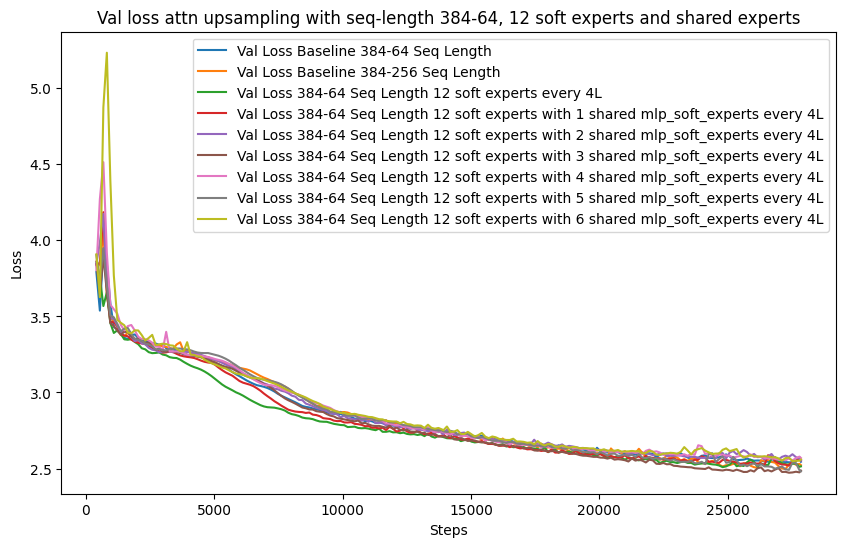 Val loss attn upsampling with seq-length 384-64, 12 soft experts and shared experts
Val Loss Baseline 384-64 Seq Length
Val Loss Baseline 384-256 Seq Length
Val Loss 384-64 Seq Length 12 soft experts every 4L
Val Loss 384-64 Seq Length 12 soft experts with 1 shared mlp_soft_experts every 4L
Val Loss 384-64 Seq Length 12 soft experts with 2 shared mlp_soft_experts every 4L
Val Loss 384-64 Seq Length 12 soft experts with 3 shared mlp_soft_experts every 4L
Val Loss 384-64 Seq Length 12 soft experts with 4 shared mlp_soft_experts every 4L
Val Loss 384-64 Seq Length 12 soft experts with 5 shared mlp_soft_experts every 4L
Val Loss 384-64 Seq Length 12 soft experts with 6 shared mlp_soft_experts every 4L
Loss
5.0
4.5
4.0
3.5
3.0
2.5
0 5000 10000 15000 20000 25000
Steps